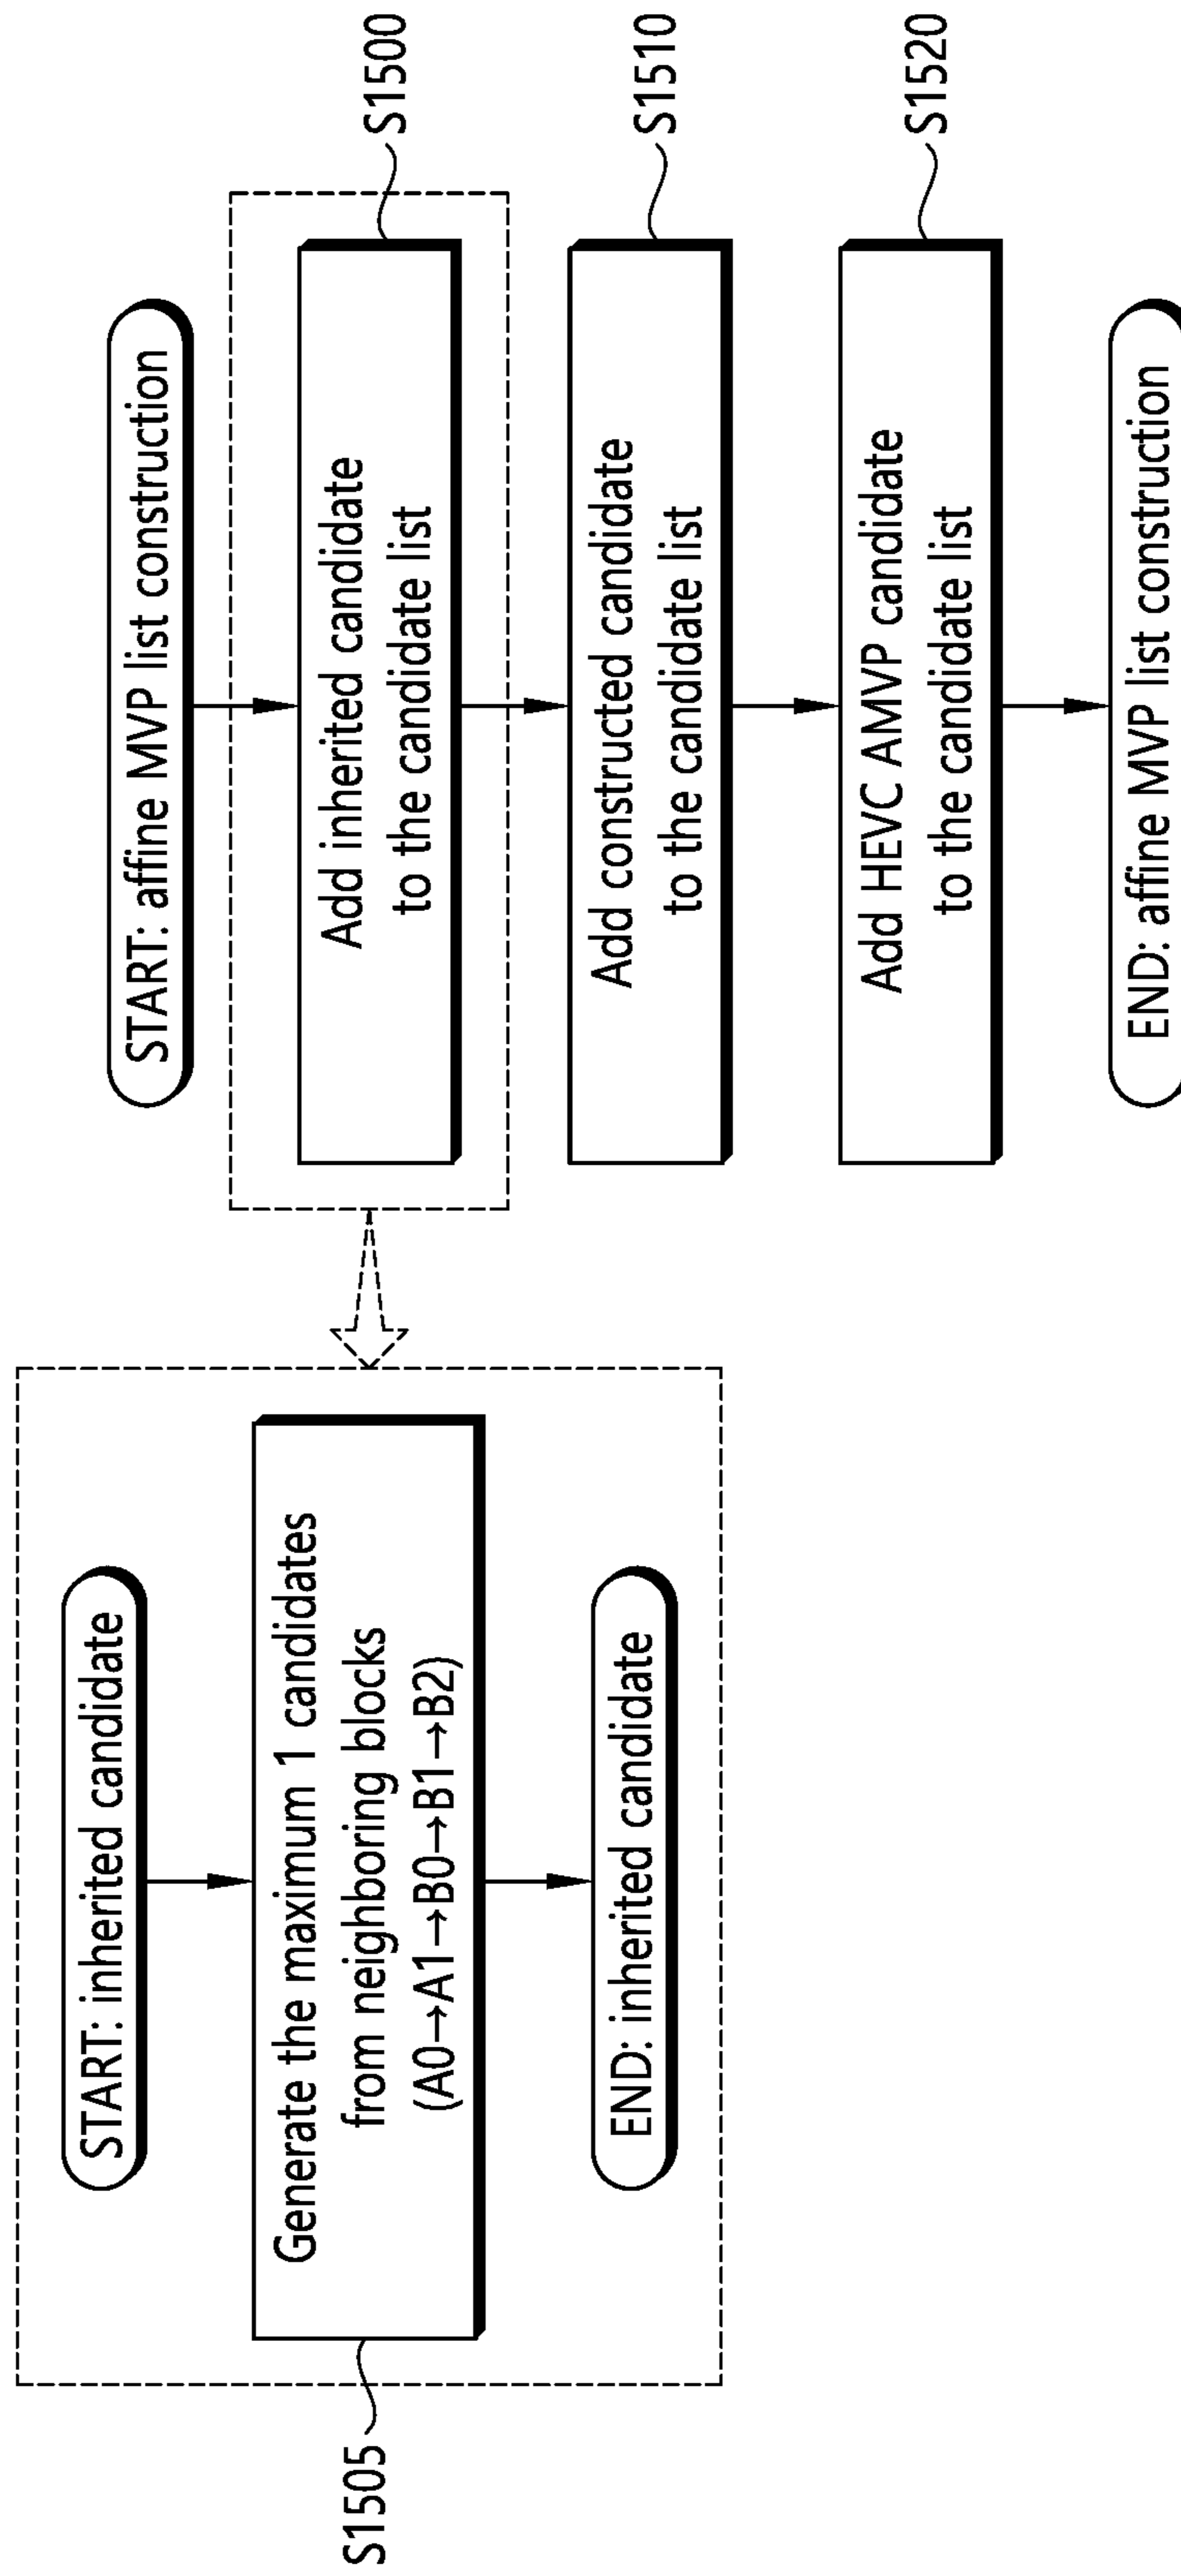 START: inherited candidate
Generate the maximum 1 candidates
from neighboring blocks
(A0→A1→B0→B1→B2)
END: inherited candidate
S1505
START: affine MVP list construction
Add inherited candidate
to the candidate list
S1500
Add constructed candidate
to the candidate list
S1510
Add HEVC AMVP candidate
to the candidate list
S1520
END: affine MVP list construction